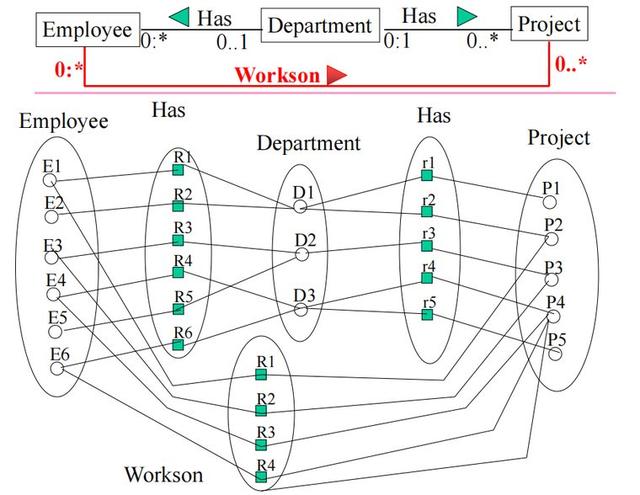 Employee
Has
Department
Has
Project
0:*
0..1
0:1
0..*
0:*
Workson
0..*
Employee
Has
Department
Has
Project
E1
E2
E3
E4
E5
E6
R1
R2
R3
R4
R5
R6
D1
D2
D3
r1
r2
r3
r4
r5
P1
P2
P3
P4
P5
R1
R2
R3
R4
Workson